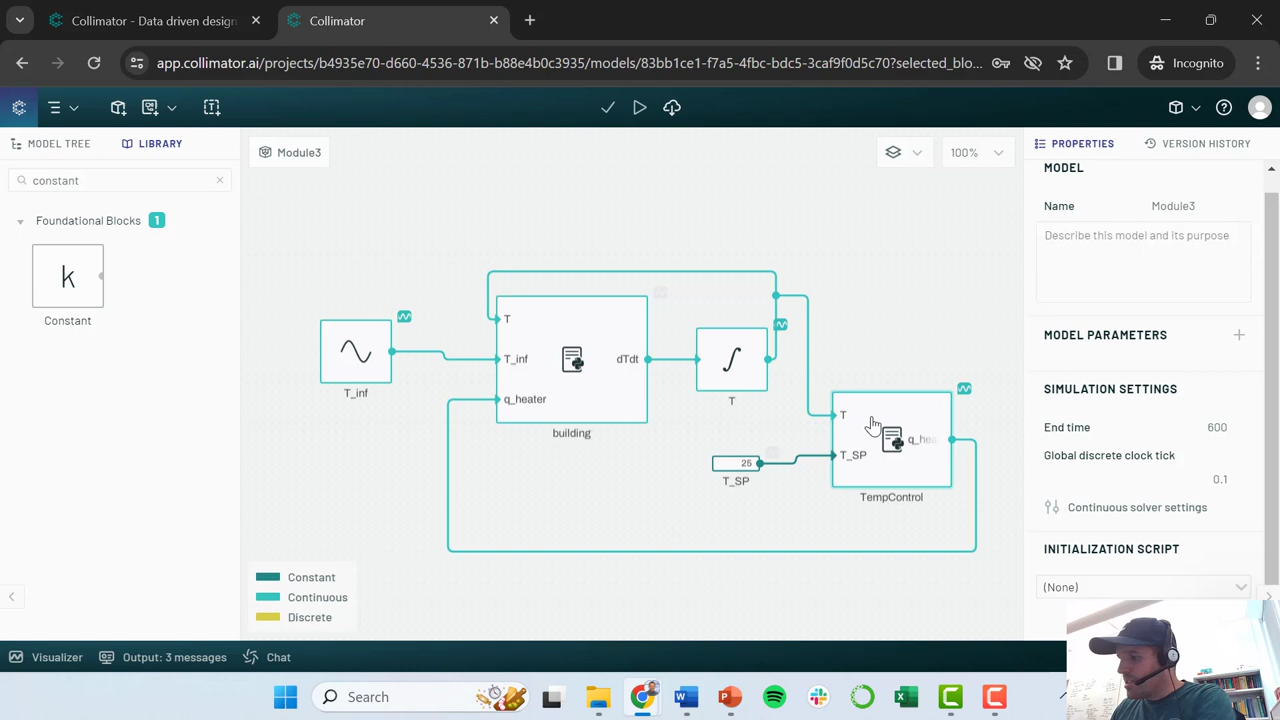 Collimator - Data driven design
Collimator
app.collimator.ai/projects/b4935e70-d660-4536-871b-b88e4b0c3935/models/83bb1ce1-f7a5-4fbc-bdc5-3caf9f0d5c70?selected_blo...
Incognito
MODEL TREE
LIBRARY
Module3
100%
PROPERTIES
VERSION HISTORY
constant
Foundational Blocks 1
k
Constant
T_inf
T
T_inf
q_heater
dTdt
building
T
25
T_SP
T
T_SP
q_hea
TempControl
MODEL
Name
Module3
Describe this model and its purpose
MODEL PARAMETERS
SIMULATION SETTINGS
End time
600
Global discrete clock tick
0.1
Continuous solver settings
INITIALIZATION SCRIPT
(None)
Constant
Continuous
Discrete
Visualizer
Output: 3 messages
Chat
Search